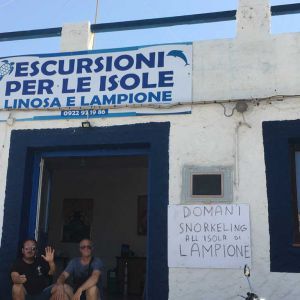 ESCURSIONI
PER LE ISOLE
LINOSA E LAMPIONE
DOMANI
SNORKELING
ALL'ISOLA DI
LAMPIONE